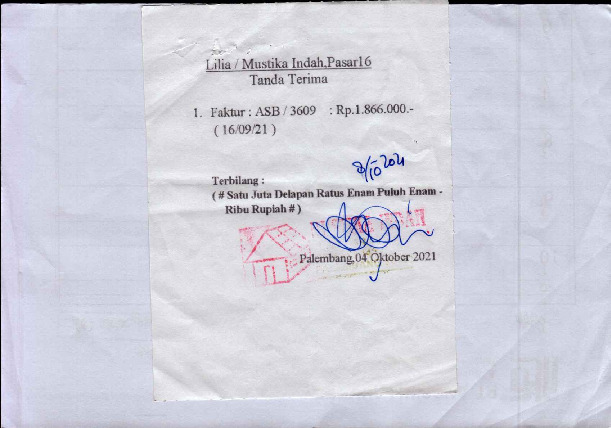 Lilia / Mustika Indah,Pasar16
Tanda Terima
1. Faktur : ASB / 3609 : Rp.1.866.000.-
( 16/09/21 )
8/10 2021
Terbilang :
( # Satu Juta Delapan Ratus Enam Puluh Enam -
Ribu Rupiah # )
Palembang,04 Oktober 2021